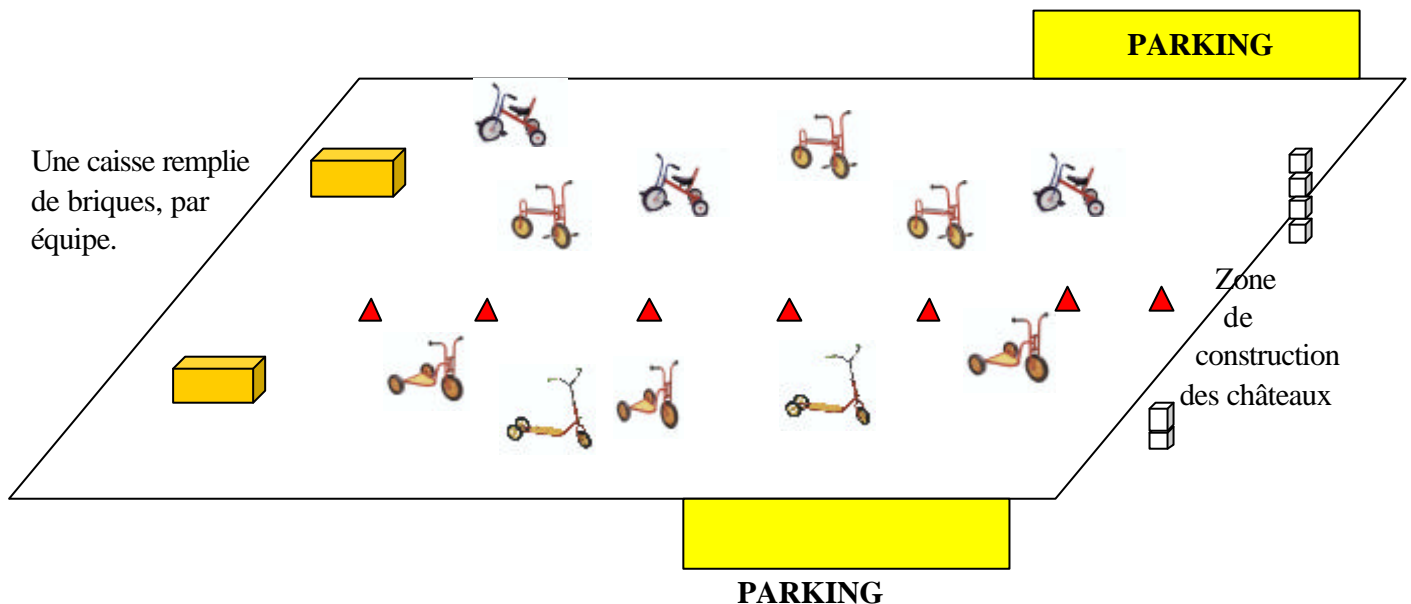 PARKING
Une caisse remplie
de briques, par
équipe.
Zone
de
construction
des châteaux
PARKING